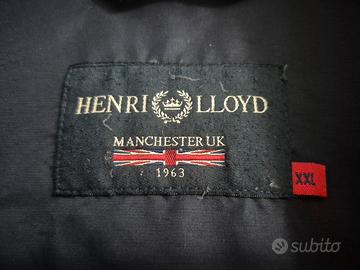 HENRI LLOYD
MANCHESTER UK
1963
XXL
subito